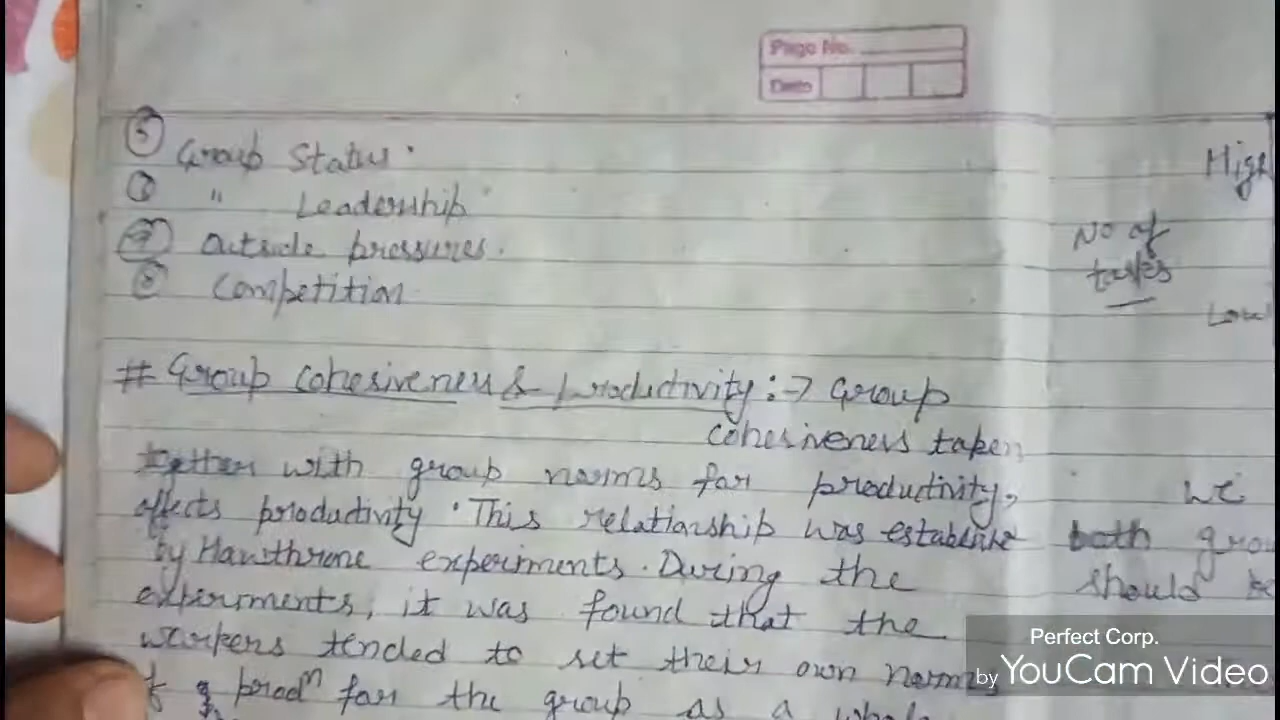 Page No.
Date
⑤ Group Status.
⑥ " Leadership
⑦ Outside pressures.
⑧ Competition
# Group cohesiveness & productivity :→ Group
cohesiveness taken
with group norms for productivity,
affects productivity. This relationship was establishe
by Hawthrone experiments. During the
experiments, it was found that the
workers tended to set their own norms
of prodⁿ for the group as a whole
High
No of
Low
we
both grou
should be
Perfect Corp.
by YouCam Video